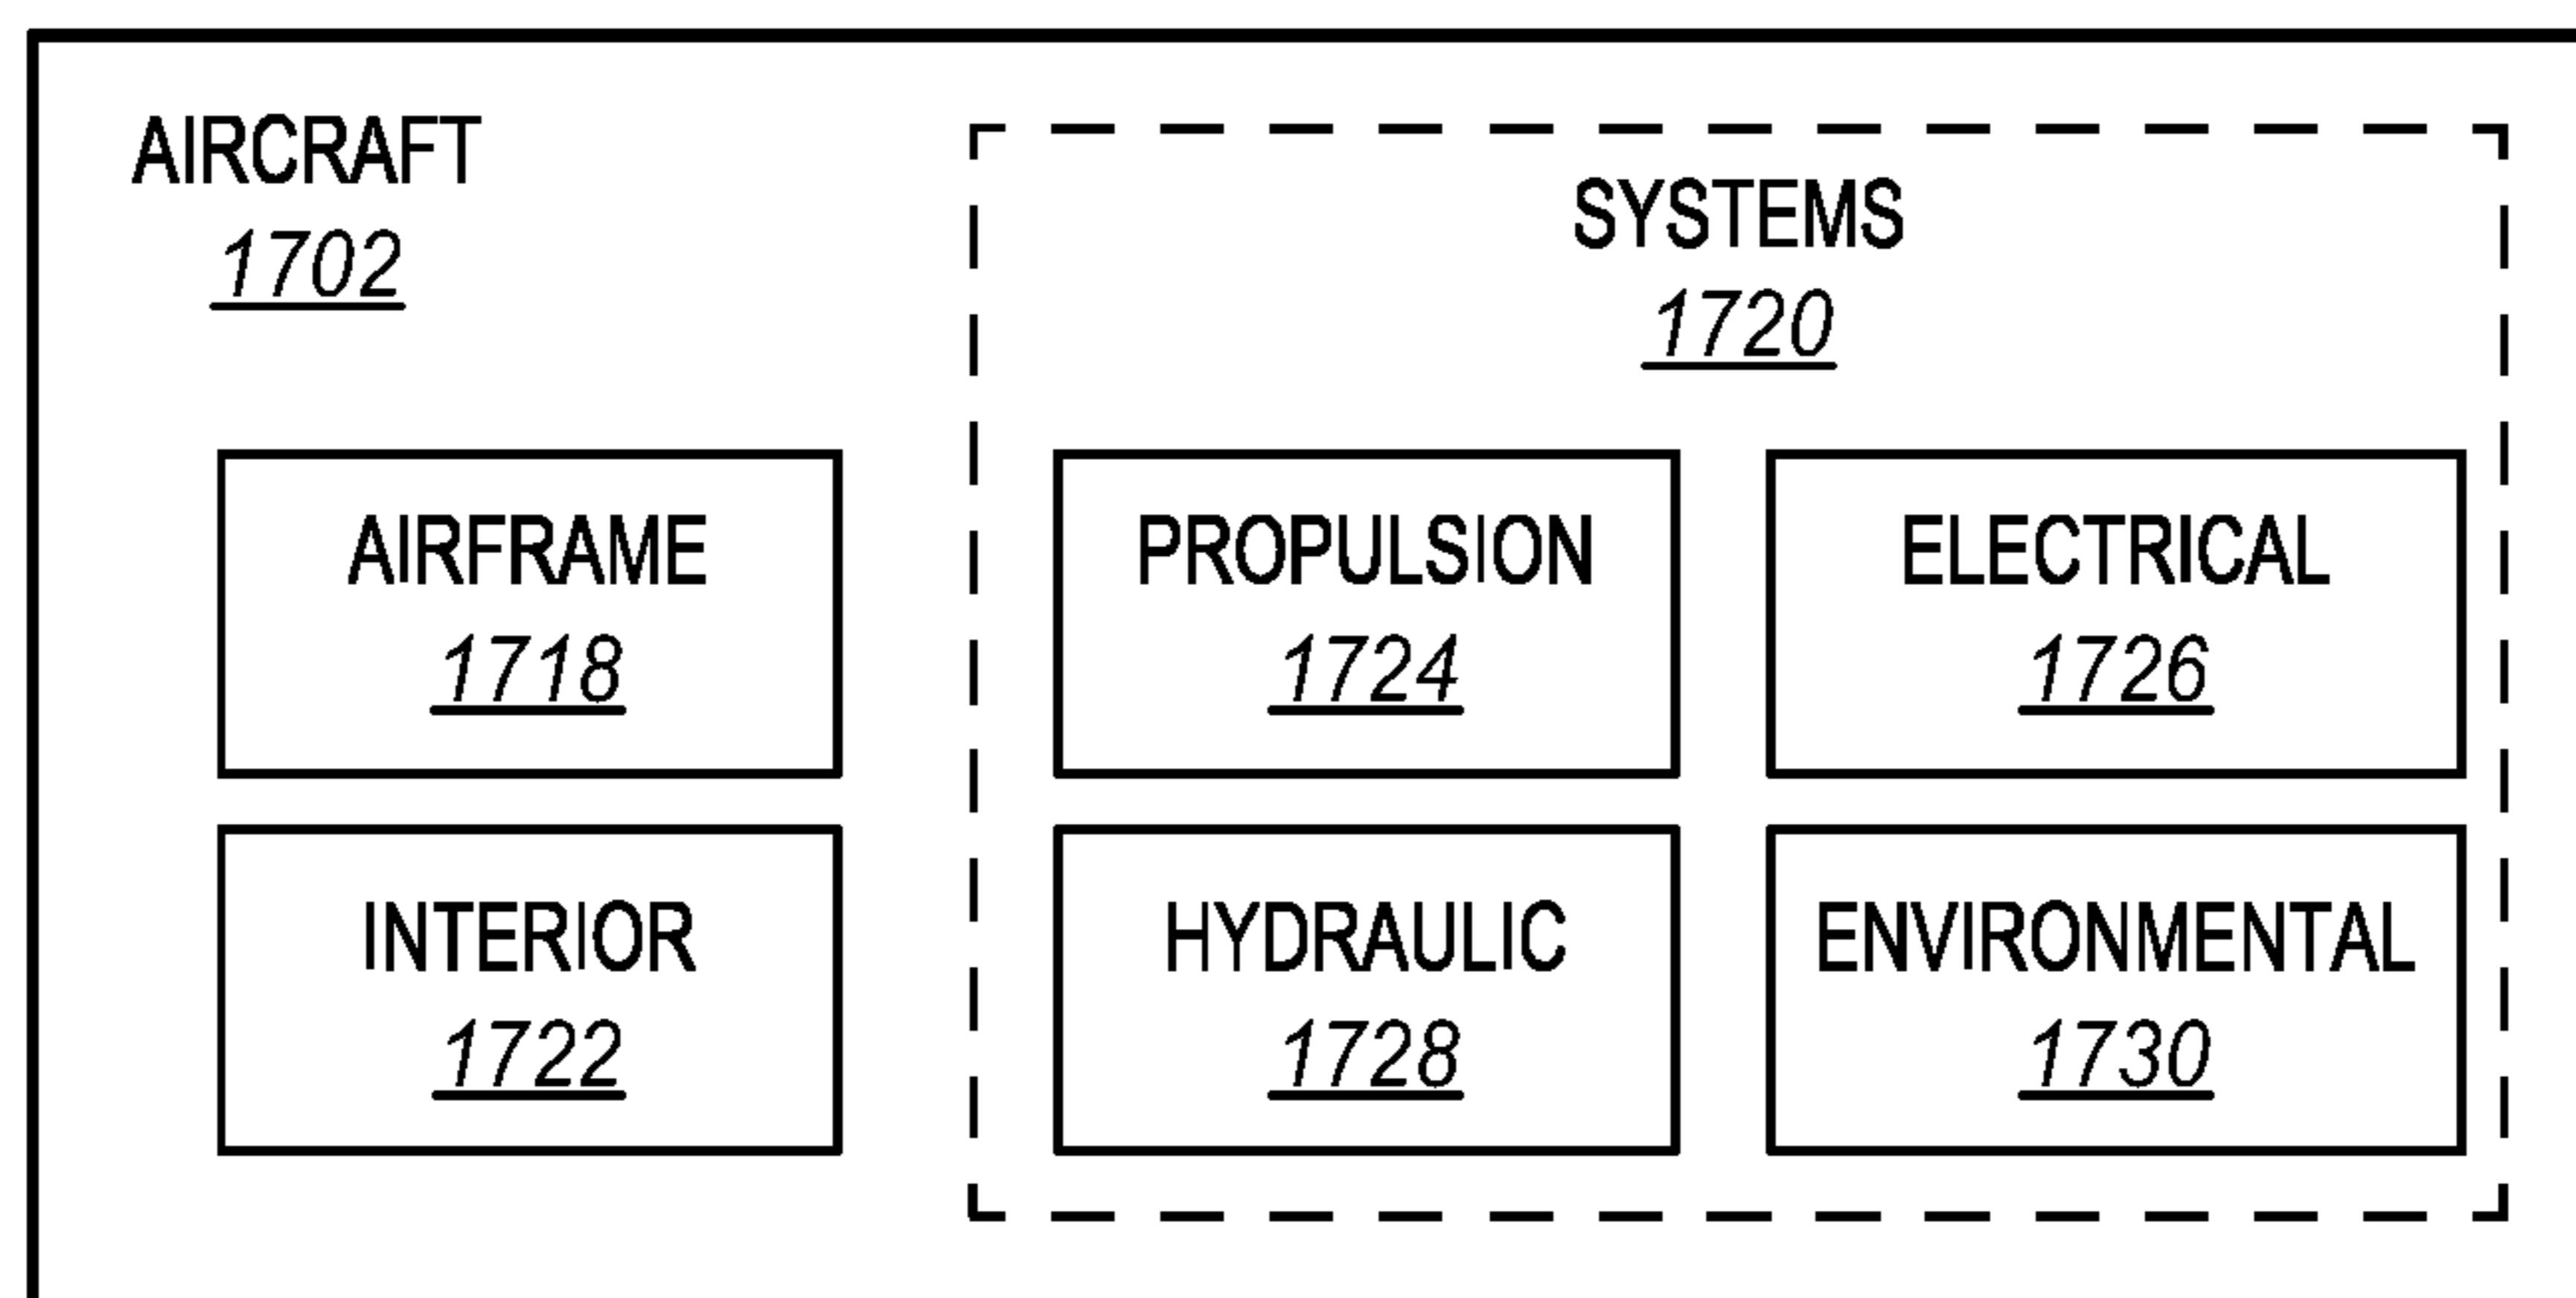 AIRCRAFT
1702
SYSTEMS
1720
AIRFRAME
1718
PROPULSION
1724
ELECTRICAL
1726
INTERIOR
1722
HYDRAULIC
1728
ENVIRONMENTAL
1730